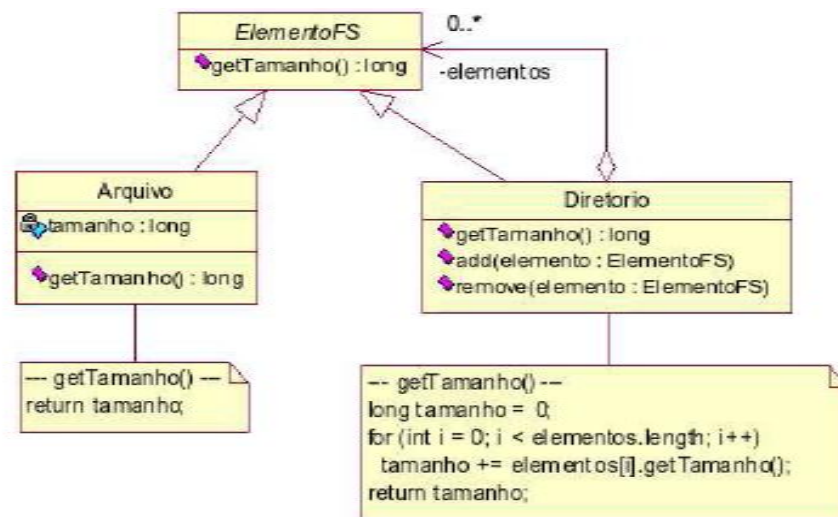 ElementoFS
getTamanho() : long
0..*
-elementos
Arquivo
tamanho : long
getTamanho() : long
Diretorio
getTamanho() : long
add(elemento : ElementoFS)
remove(elemento : ElementoFS)
--- getTamanho() ---
return tamanho;
--- getTamanho() ---
long tamanho = 0;
for (int i = 0; i < elementos.length; i++)
tamanho += elementos[i].getTamanho();
return tamanho;